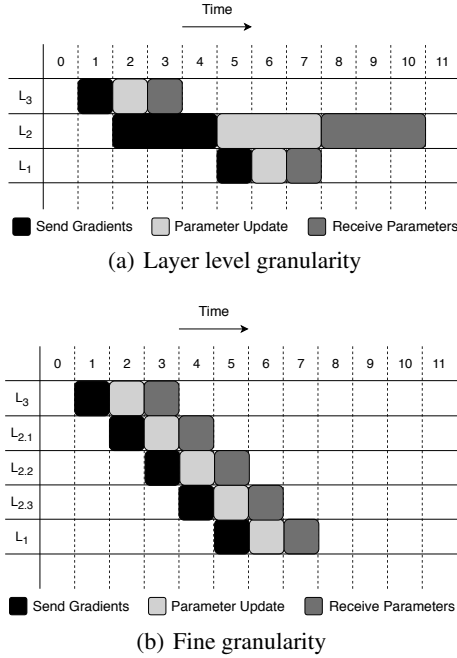 Time
0 1 2 3 4 5 6 7 8 9 10 11
L3
L2
L1
Send Gradients Parameter Update Receive Parameters
(a) Layer level granularity
Time
0 1 2 3 4 5 6 7 8 9 10 11
L3
L2.1
L2.2
L2.3
L1
Send Gradients Parameter Update Receive Parameters
(b) Fine granularity